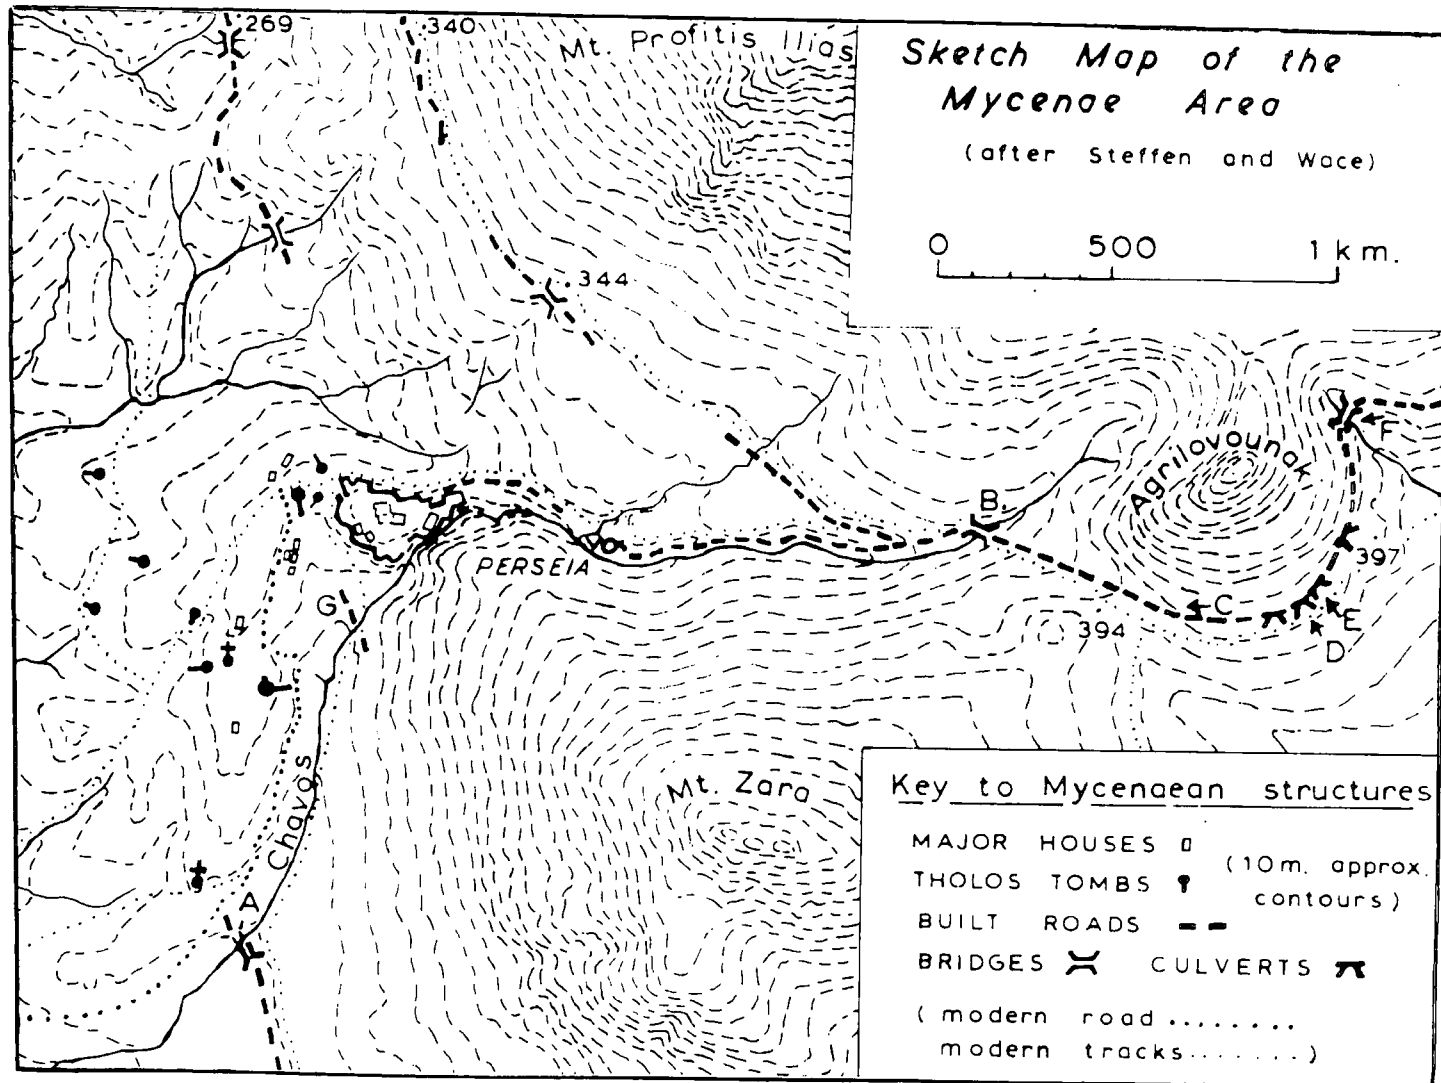 Sketch Map of the
Mycenae Area
(after Steffen and Wace)
0 500 1 km.
269
340
Mt. Profitis Ilias
344
Agrilovounak
F
B.
PERSEIA
397
C
E
394
D
G
Mt. Zara
Chavos
A
Key to Mycenaean structures
MAJOR HOUSES
THOLOS TOMBS
(10m. approx.
contours)
BUILT ROADS
BRIDGES
CULVERTS
(modern road ........
modern tracks.......)